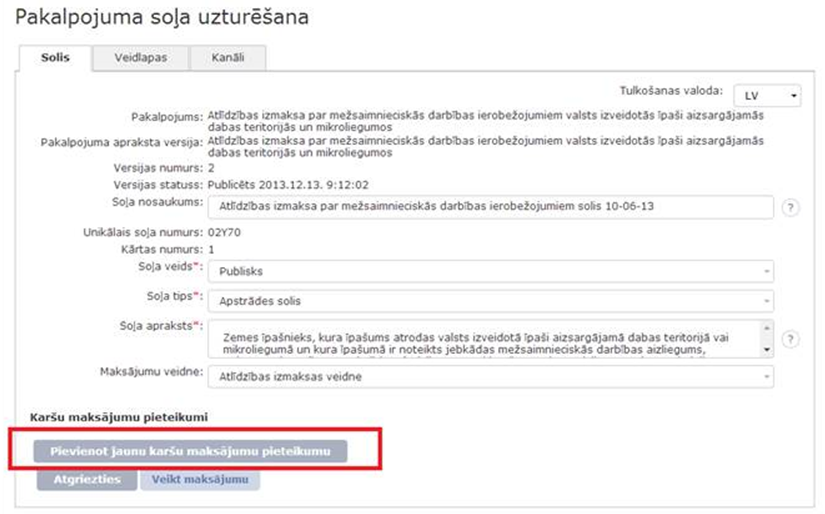 Pakalpojuma soļa uzturēšana
Solis
Veidlapas
Kanāli
Tulkošanas valoda: LV
Pakalpojums: Atlīdzības izmaksa par mežsaimnieciskās darbības ierobežojumiem valsts izveidotās īpaši aizsargājamās
dabas teritorijās un mikroliegumos
Pakalpojuma apraksta versija: Atlīdzības izmaksa par mežsaimnieciskās darbības ierobežojumiem valsts izveidotās īpaši aizsargājamās
dabas teritorijās un mikroliegumos
Versijas numurs: 2
Versijas statuss: Publicēts 2013.12.13. 9:12:02
Soļa nosaukums: Atlīdzības izmaksa par mežsaimnieciskās darbības ierobežojumiem solis 10-06-13 ?
Unikālais soļa numurs: 02Y70
Kārtas numurs: 1
Soļa veids*: Publisks
Soļa tips*: Apstrādes solis
Soļa apraksts*: Zemes īpašnieks, kura īpašums atrodas valsts izveidotā īpaši aizsargājamā dabas teritorijā vai ?
mikroliegumā un kura īpašumā ir noteikts jebkādas mežsaimnieciskās darbības aizliegums,
Maksājumu veidne: Atlīdzības izmaksas veidne
Karšu maksājumu pieteikumi
Pievienot jaunu karšu maksājumu pieteikumu
Atgriezties
Veikt maksājumu